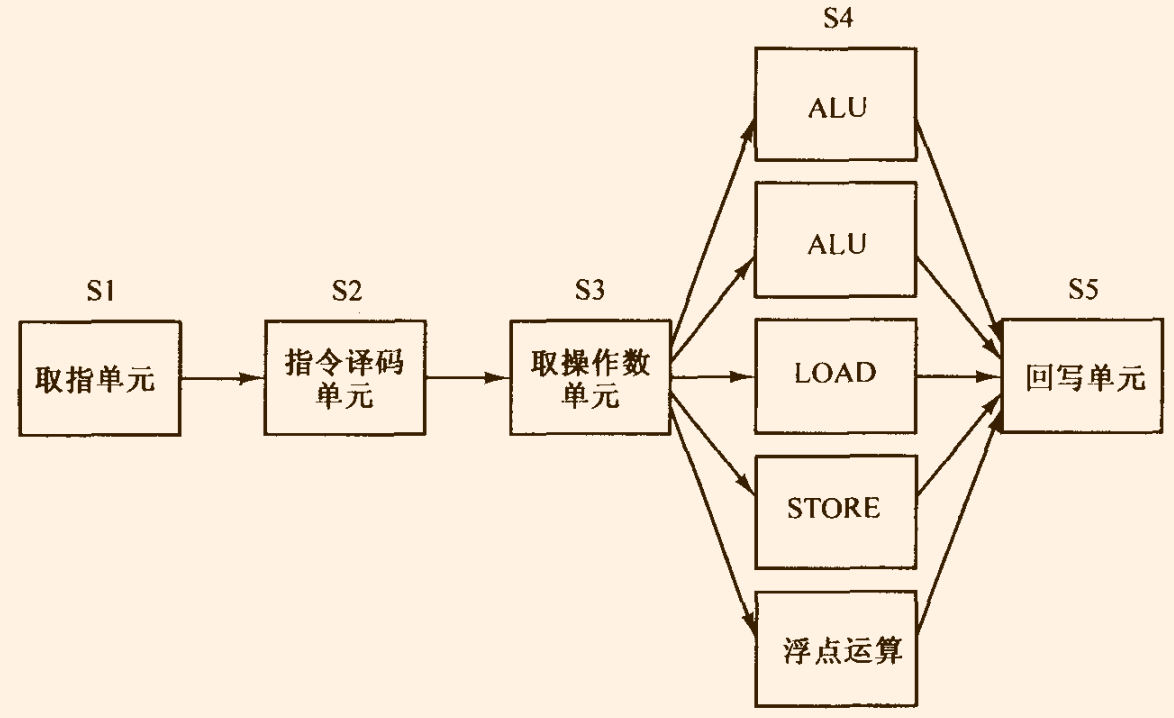 S4
ALU
ALU
S1
S2
S3
S5
取指单元
指令译码
单元
取操作数
单元
LOAD
回写单元
STORE
浮点运算